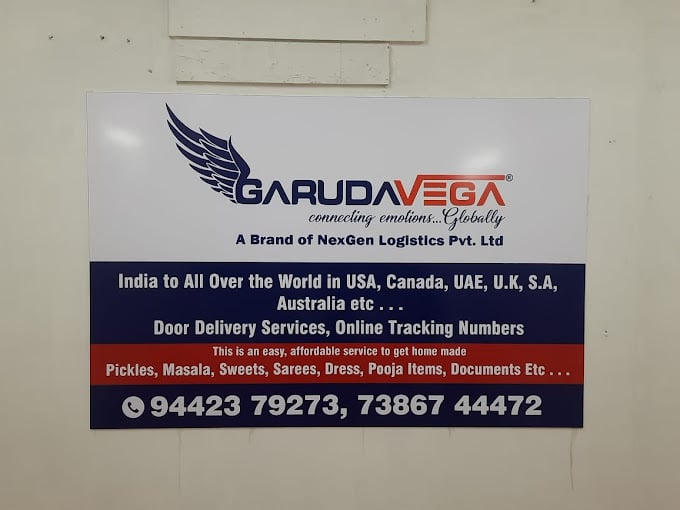 GARUDAVEGA®
connecting emotions...Globally
A Brand of NexGen Logistics Pvt. Ltd
India to All Over the World in USA, Canada, UAE, U.K, S.A,
Australia etc . . .
Door Delivery Services, Online Tracking Numbers
This is an easy, affordable service to get home made
Pickles, Masala, Sweets, Sarees, Dress, Pooja Items, Documents Etc . . .
94423 79273, 73867 44472